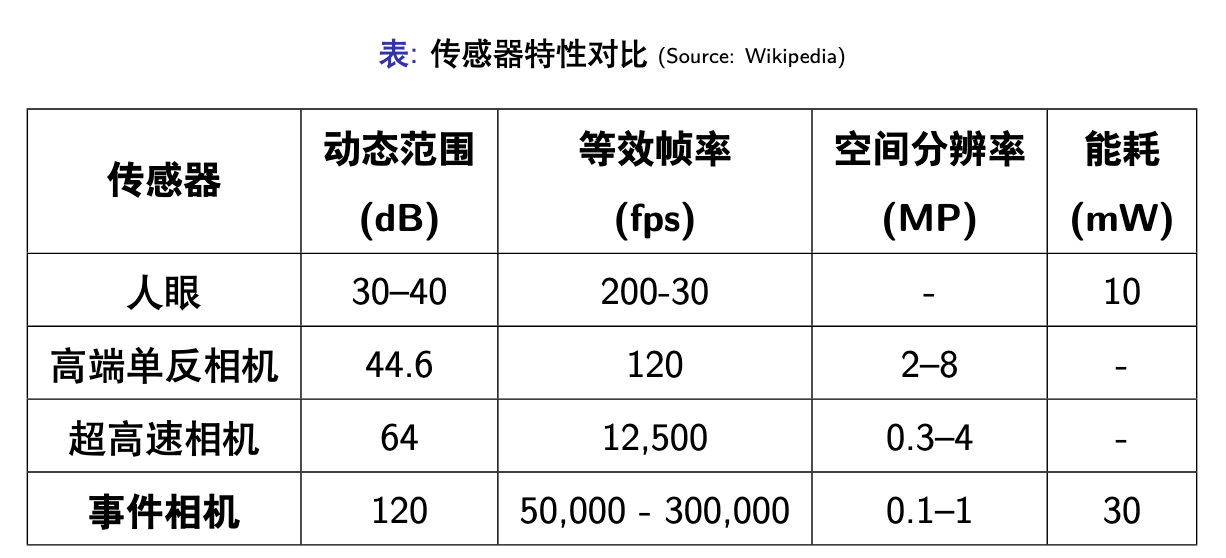 表: 传感器特性对比 (Source: Wikipedia)
传感器 动态范围 (dB) 等效帧率 (fps) 空间分辨率 (MP) 能耗 (mW)
人眼 30–40 200-30 - 10
高端单反相机 44.6 120 2–8 -
超高速相机 64 12,500 0.3–4 -
事件相机 120 50,000 - 300,000 0.1–1 30